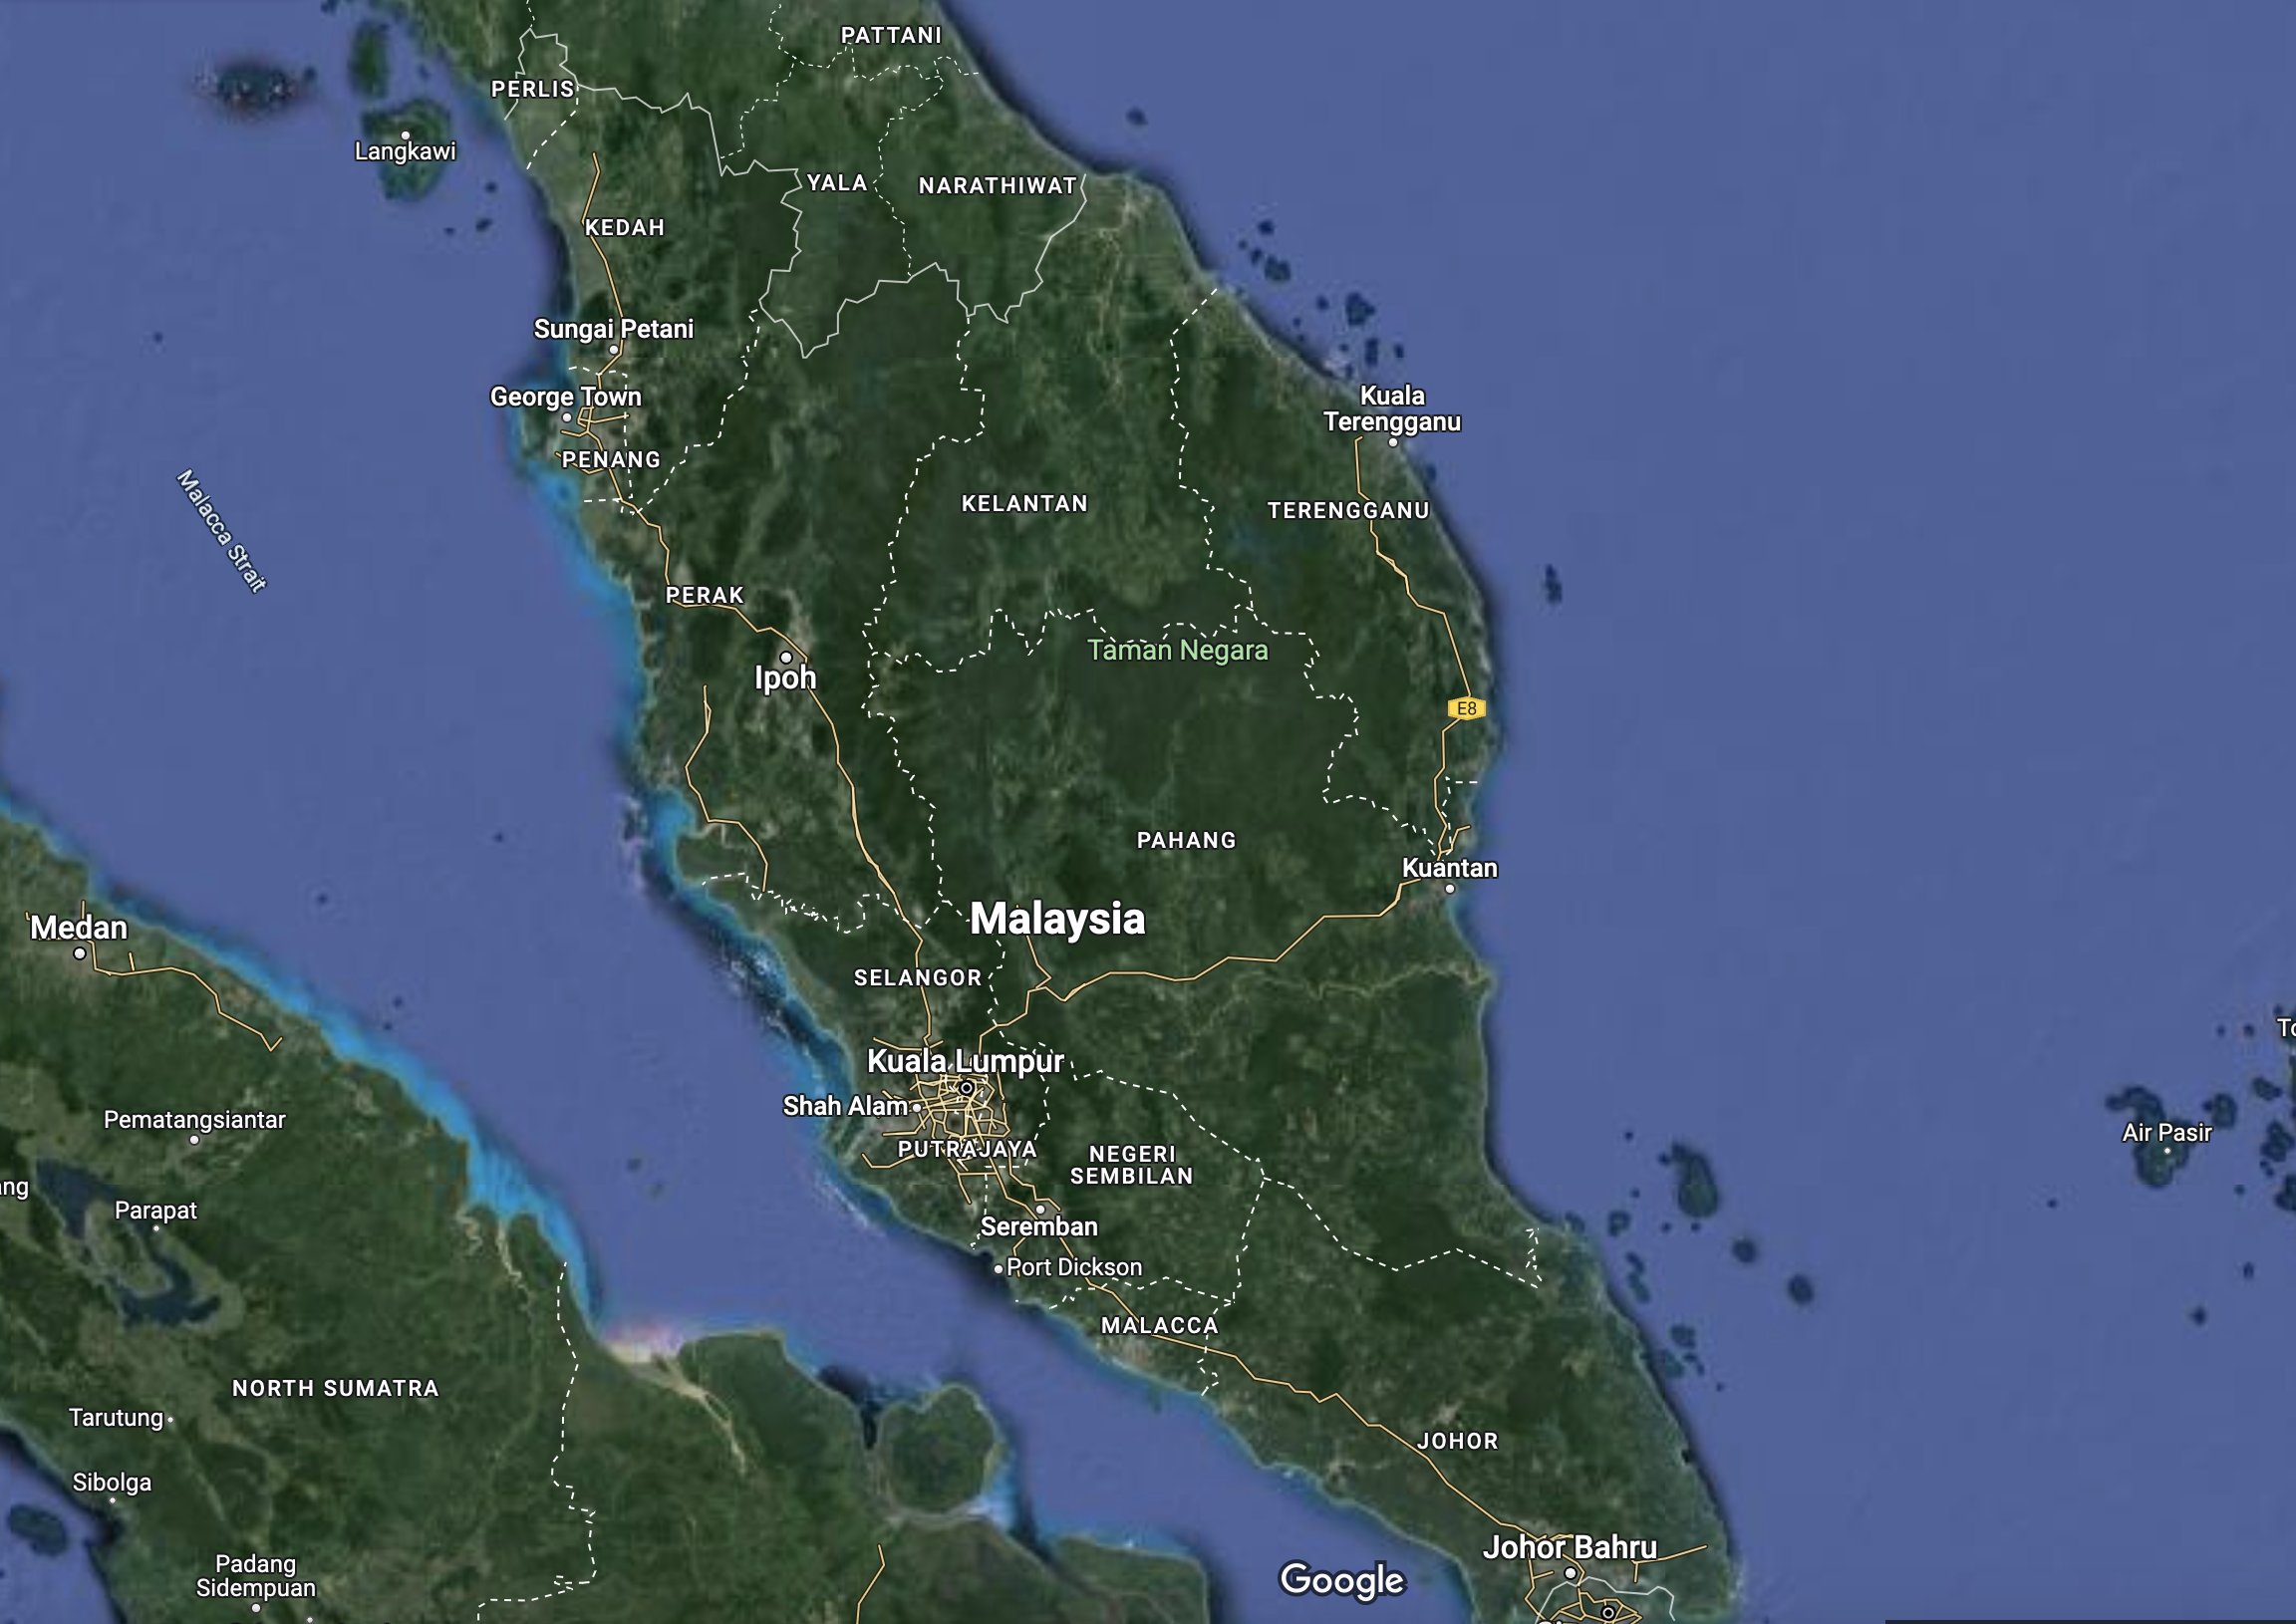 PATTANI
PERLIS
Langkawi
YALA
NARATHIWAT
KEDAH
Sungai Petani
George Town
Kuala
Terengganu
PENANG
Malacca Strait
KELANTAN
TERENGGANU
PERAK
Taman Negara
Ipoh
E8
PAHANG
Kuantan
Malaysia
Medan
SELANGOR
Kuala Lumpur
Shah Alam
Pematangsiantar
Air Pasir
PUTRAJAYA
NEGERI
SEMBILAN
ang
Parapat
Seremban
Port Dickson
MALACCA
NORTH SUMATRA
Tarutung
JOHOR
Sibolga
Johor Bahru
Padang
Sidempuan
Google